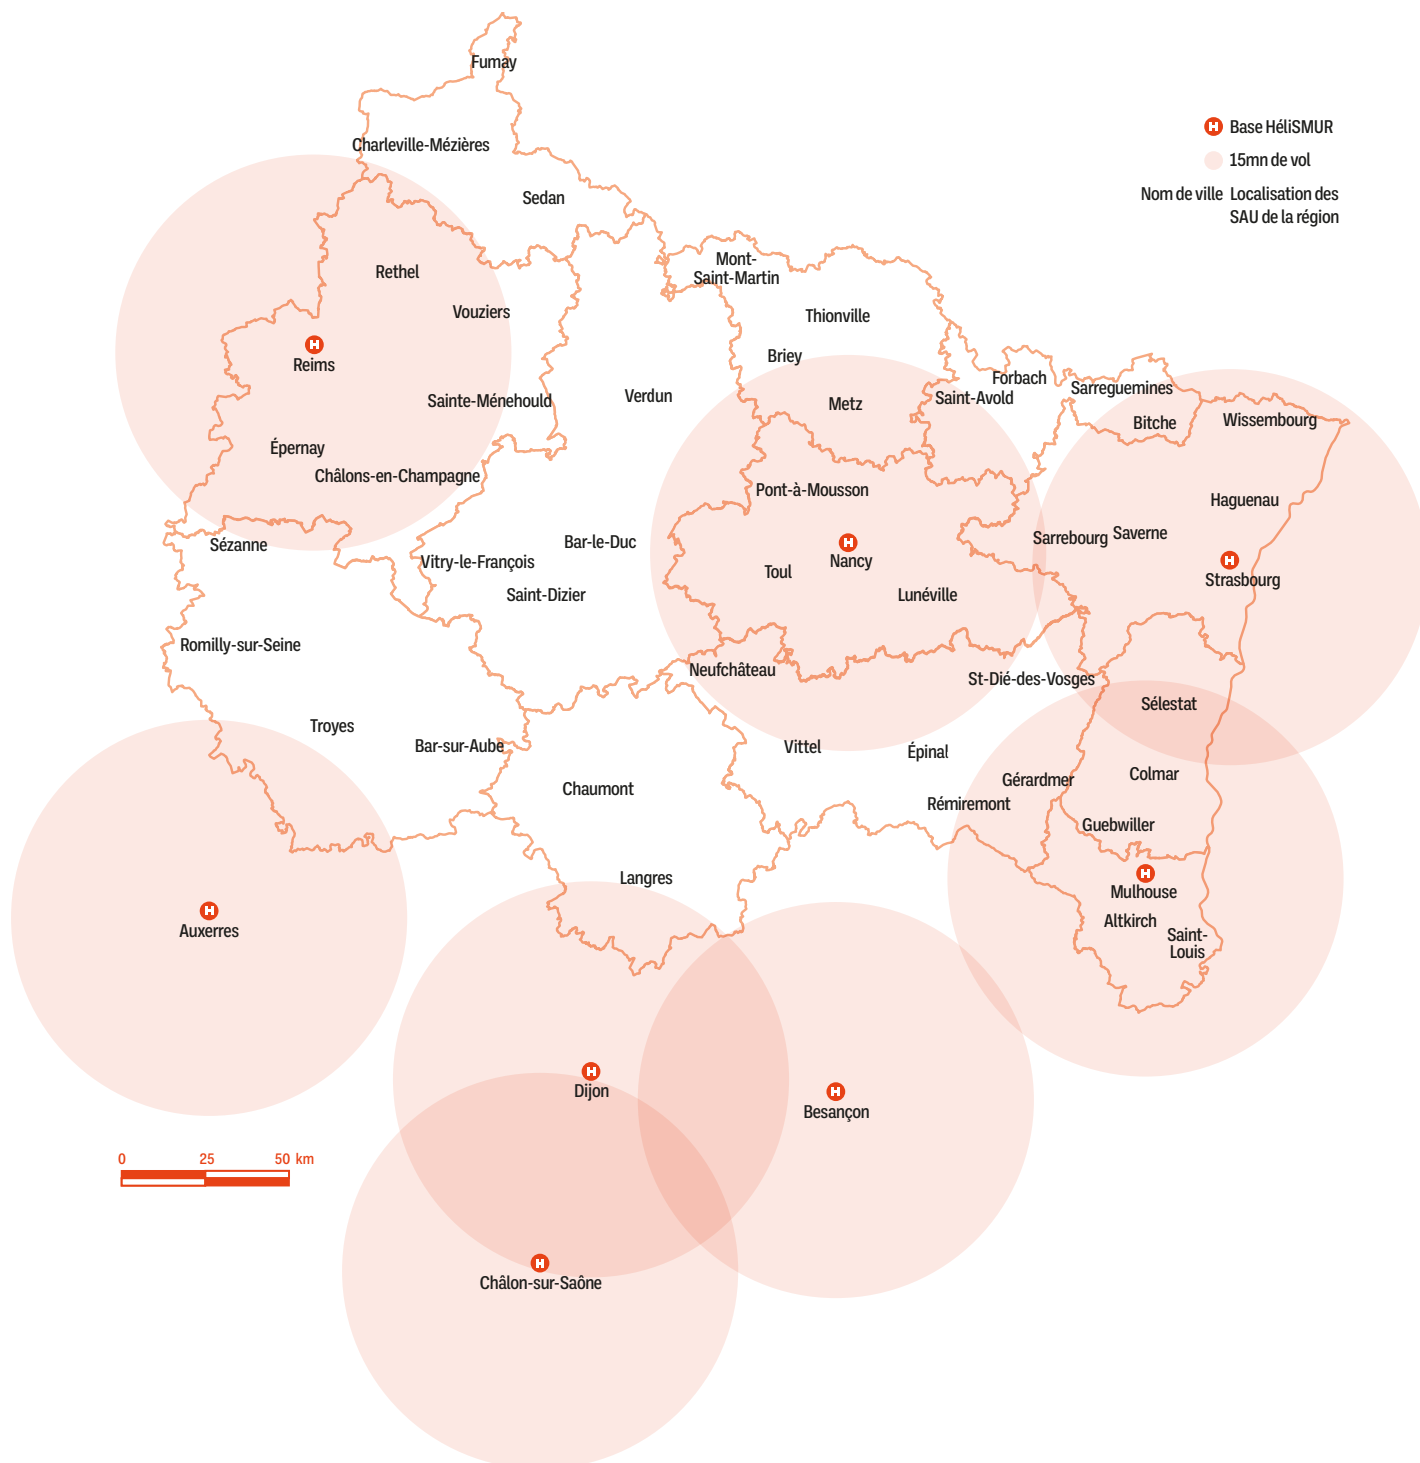 Fumay
Base HéliSMUR
Charleville-Mézières
15mn de vol
Sedan
Nom de ville
Localisation des
SAU de la région
Mont-
Saint-Martin
Rethel
Vouziers
Thionville
Reims
Briey
Forbach
Sarreguemines
Sainte-Ménehould
Verdun
Metz
Saint-Avold
Bitche
Wissembourg
Épernay
Châlons-en-Champagne
Pont-à-Mousson
Haguenau
Sézanne
Bar-le-Duc
Sarrebourg
Saverne
Vitry-le-François
Nancy
Toul
Strasbourg
Saint-Dizier
Lunéville
Romilly-sur-Seine
Neufchâteau
St-Dié-des-Vosges
Sélestat
Troyes
Bar-sur-Aube
Vittel
Épinal
Colmar
Gérardmer
Chaumont
Rémiremont
Guebwiller
Langres
Mulhouse
Altkirch
Saint-
Louis
Auxerres
Dijon
Besançon
0 25 50 km
Châlon-sur-Saône